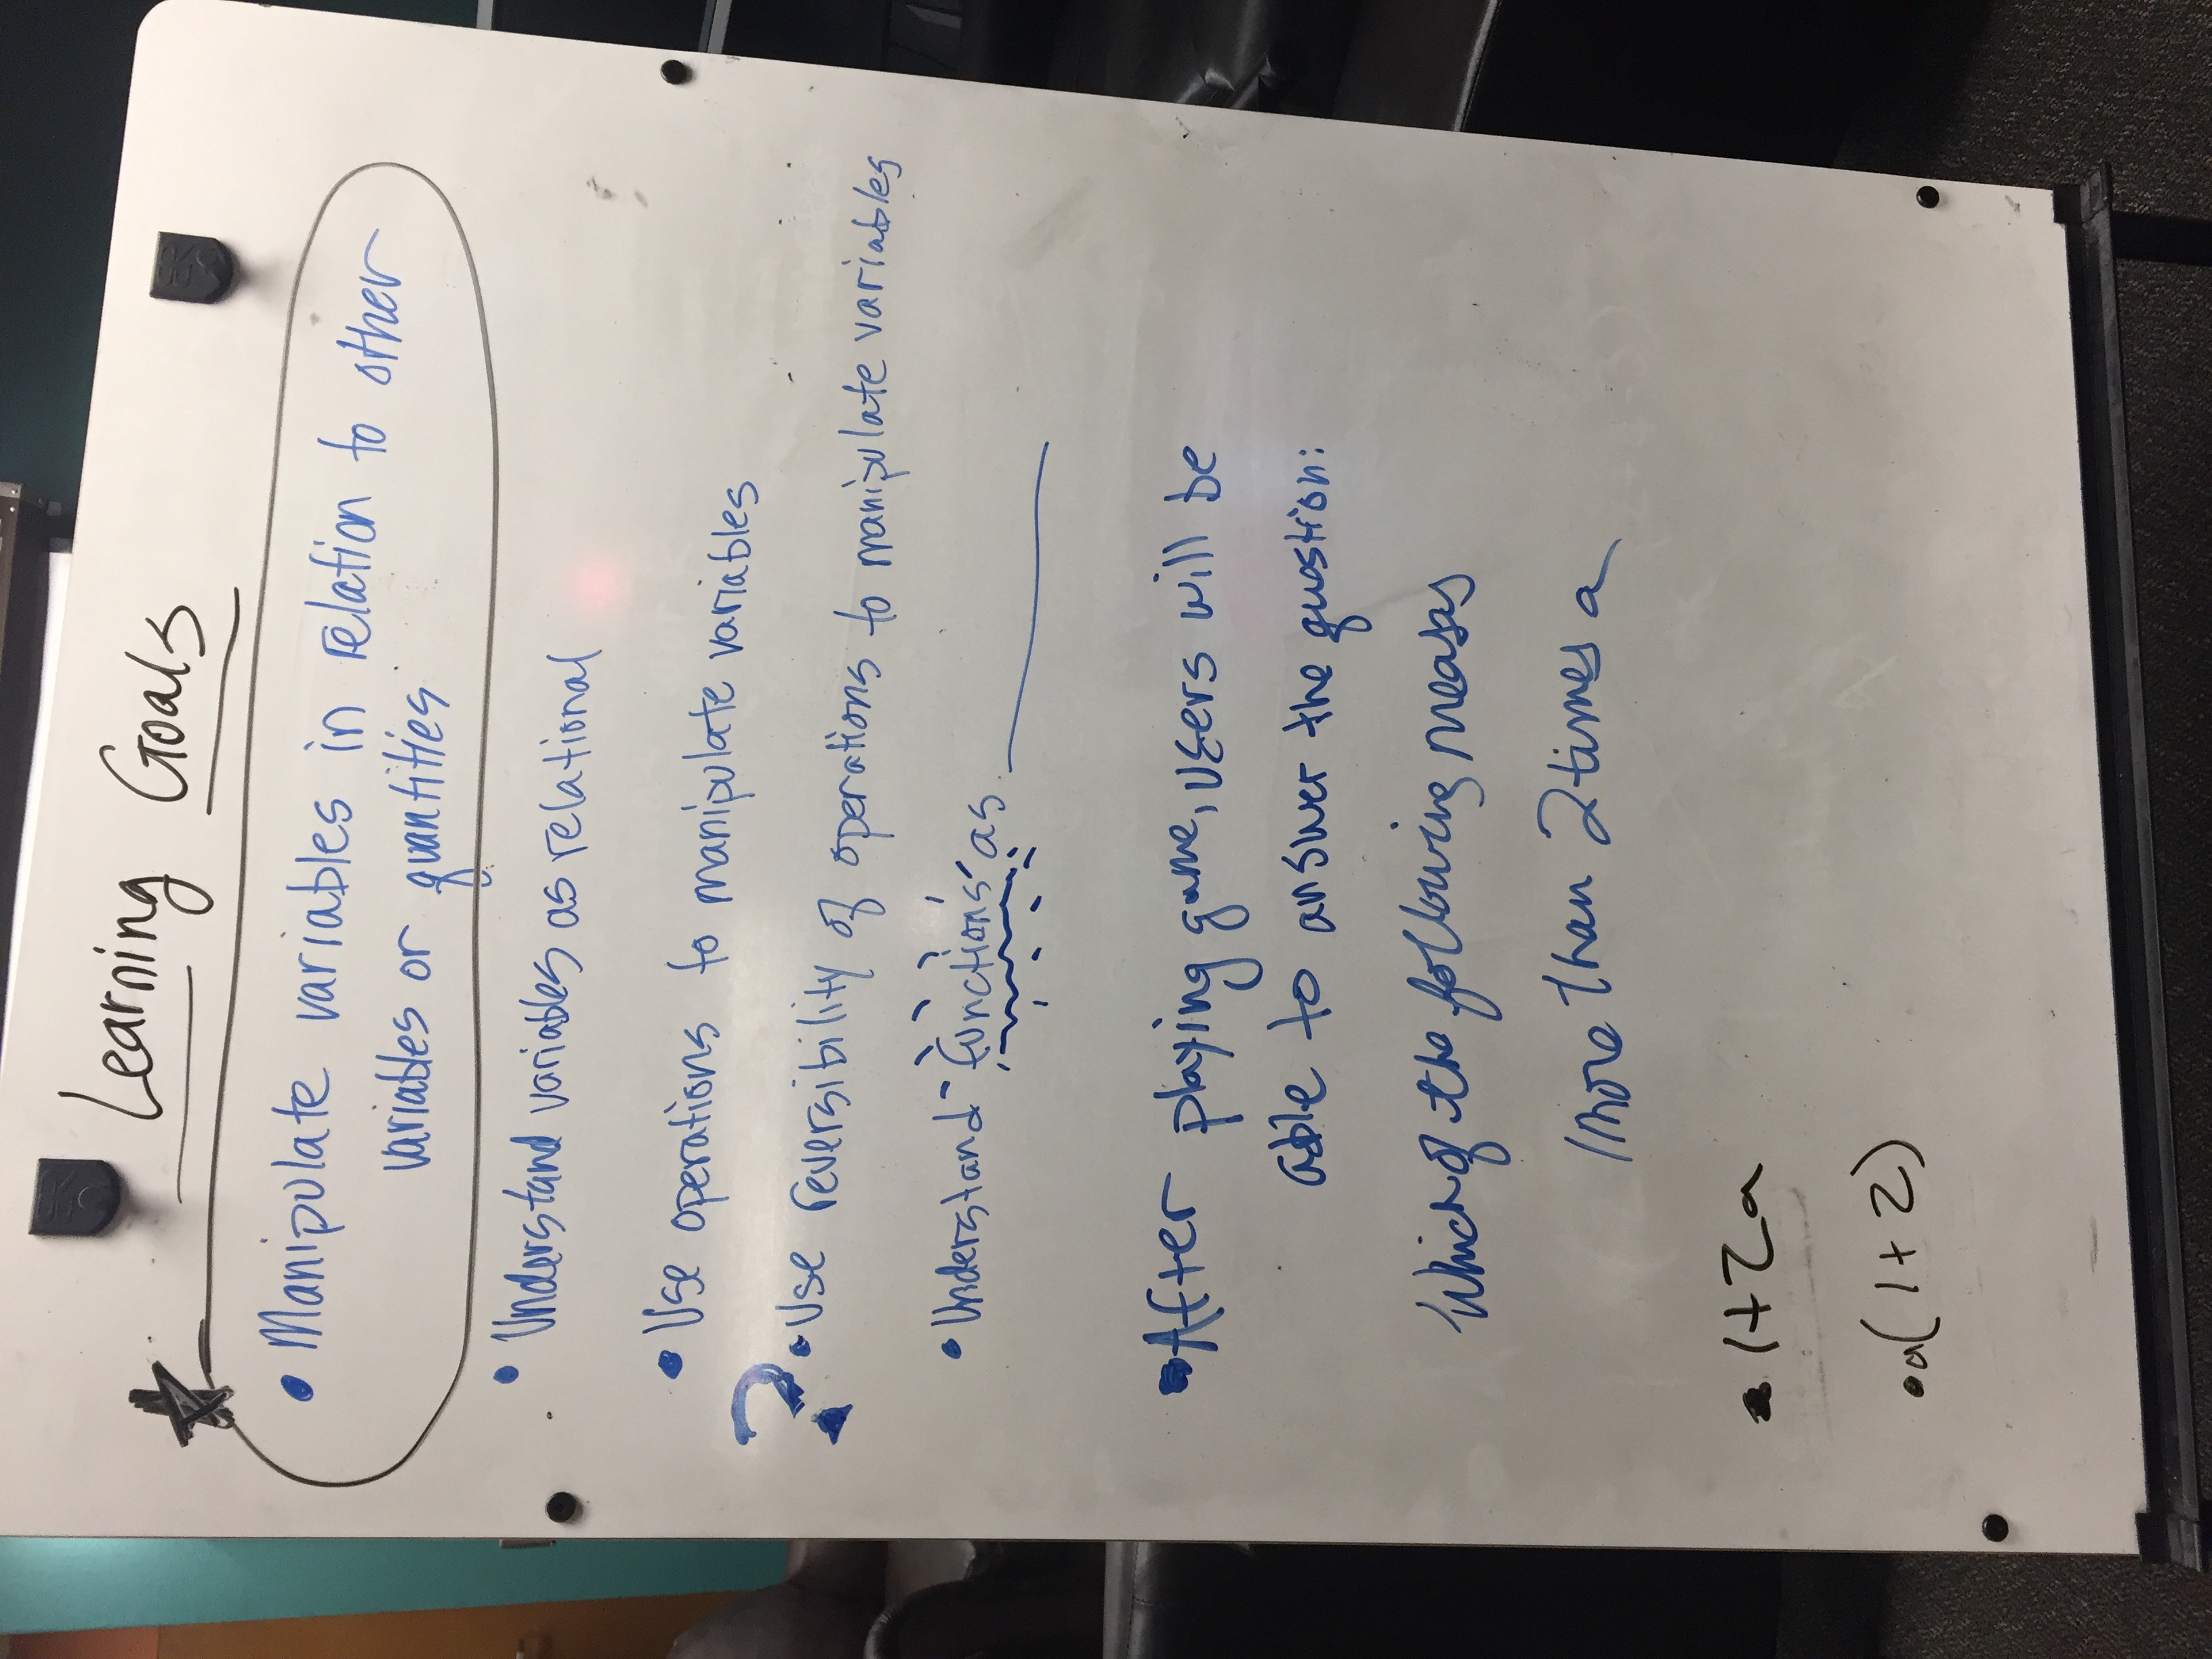 Learning Goals
• Manipulate variables in relation to other
variables or quantities
• Understand variables as relational
• Use operations to manipulate variables
? • Use reversibility of operations to manipulate variables
• Understand functions as ________
• After playing game, users will be
able to answer the question:
Which of the following means
1 more than 2 times a
• 1+2a
• a(1+2)